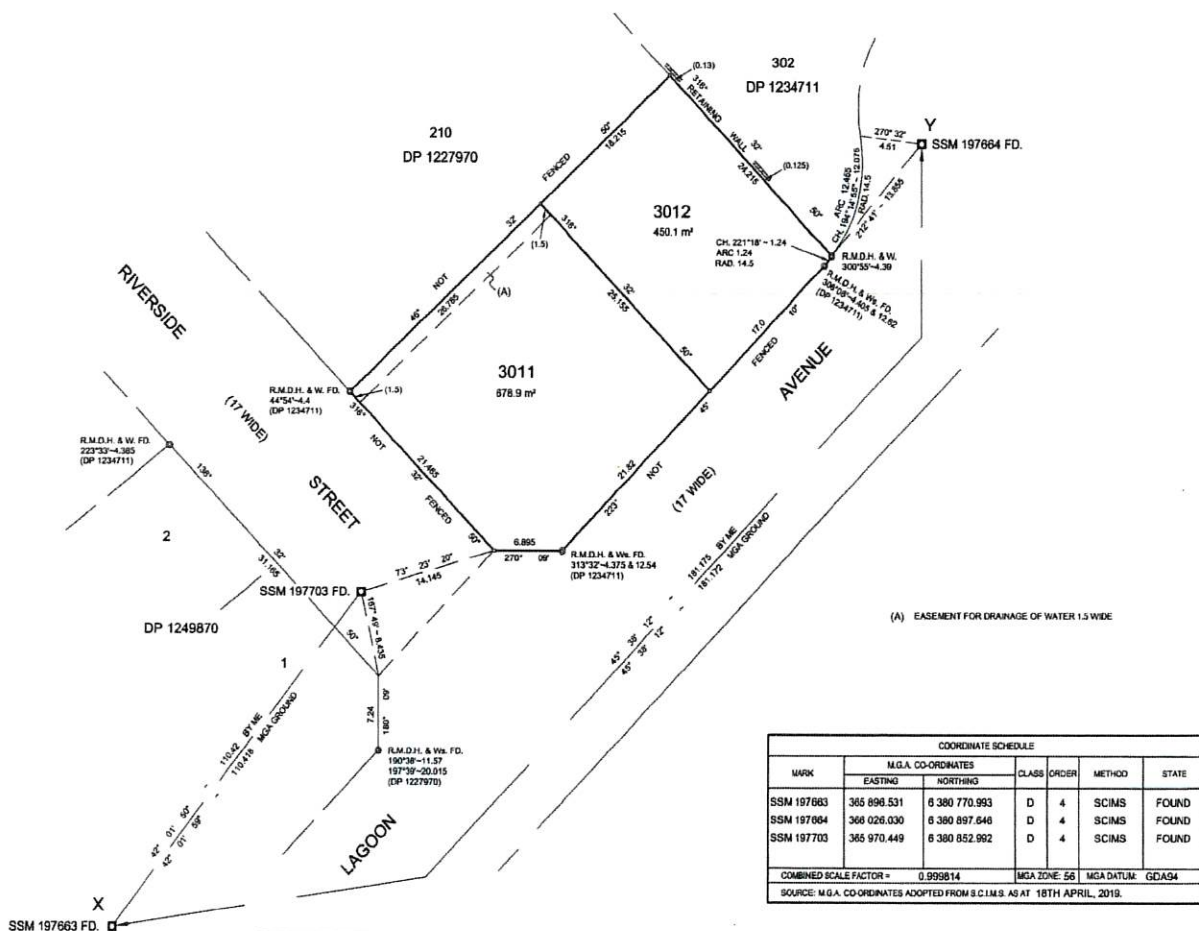 302
DP 1234711
(0.13)
316°
RETAINING
WALL
32'
24.215
(0.125)
50"
270° 32'
4.51
Y
SSM 197664 FD.
210
DP 1227970
50"
18.215
FENCED
32'
NOT
26.765
46°
(1.5)
(A)
3012
450.1 m²
316°
32'
25.155
50"
CH. 221°18' ~ 1.24
ARC 1.24
RAD. 14.5
ARC 12.465
CH. 194° 14' 55" ~ 12.075
RAD. 14.5
212° 41' ~ 13.855
R.M.D.H. & W.
300°55'~4.39
R.M.D.H. & Ws. FD.
306°06'~4.405 & 12.62
(DP 1234711)
17.0
10"
FENCED
45'
21.82
NOT
223°
(17 WIDE)
AVENUE
RIVERSIDE
(17 WIDE)
STREET
3011
678.9 m²
R.M.D.H. & W. FD.
44°54'~4.4
(DP 1234711)
(1.5)
316°
NOT
21.465
32'
FENCED
50"
R.M.D.H. & W. FD.
223°33'~4.385
(DP 1234711)
136°
32'
31.165
50"
2
DP 1249870
1
6.895
270° 09'
R.M.D.H. & Ws. FD.
313°32'~4.375 & 12.54
(DP 1234711)
73° 23' 20"
14.145
SSM 197703 FD.
167° 49' ~ 8.435
7.24
180° 09'
R.M.D.H. & Ws. FD.
190°38'~11.57
197°39'~20.015
(DP 1227970)
181.175 BY ME
181.172 MGA GROUND
45° 38' 12"
45° 38' 12"
110.42 BY ME
110.418 MGA GROUND
42° 01' 50"
42° 01' 59"
LAGOON
X
SSM 197663 FD.
(A) EASEMENT FOR DRAINAGE OF WATER 1.5 WIDE
COORDINATE SCHEDULE
MARK M.G.A. CO-ORDINATES CLASS ORDER METHOD STATE
EASTING NORTHING
SSM 197663 365 896.531 6 380 770.993 D 4 SCIMS FOUND
SSM 197664 366 026.030 6 380 897.646 D 4 SCIMS FOUND
SSM 197703 365 970.449 6 380 852.992 D 4 SCIMS FOUND
COMBINED SCALE FACTOR = 0.999814 MGA ZONE: 56 MGA DATUM: GDA94
SOURCE: M.G.A. CO-ORDINATES ADOPTED FROM S.C.I.M.S. AS AT 18TH APRIL, 2019.